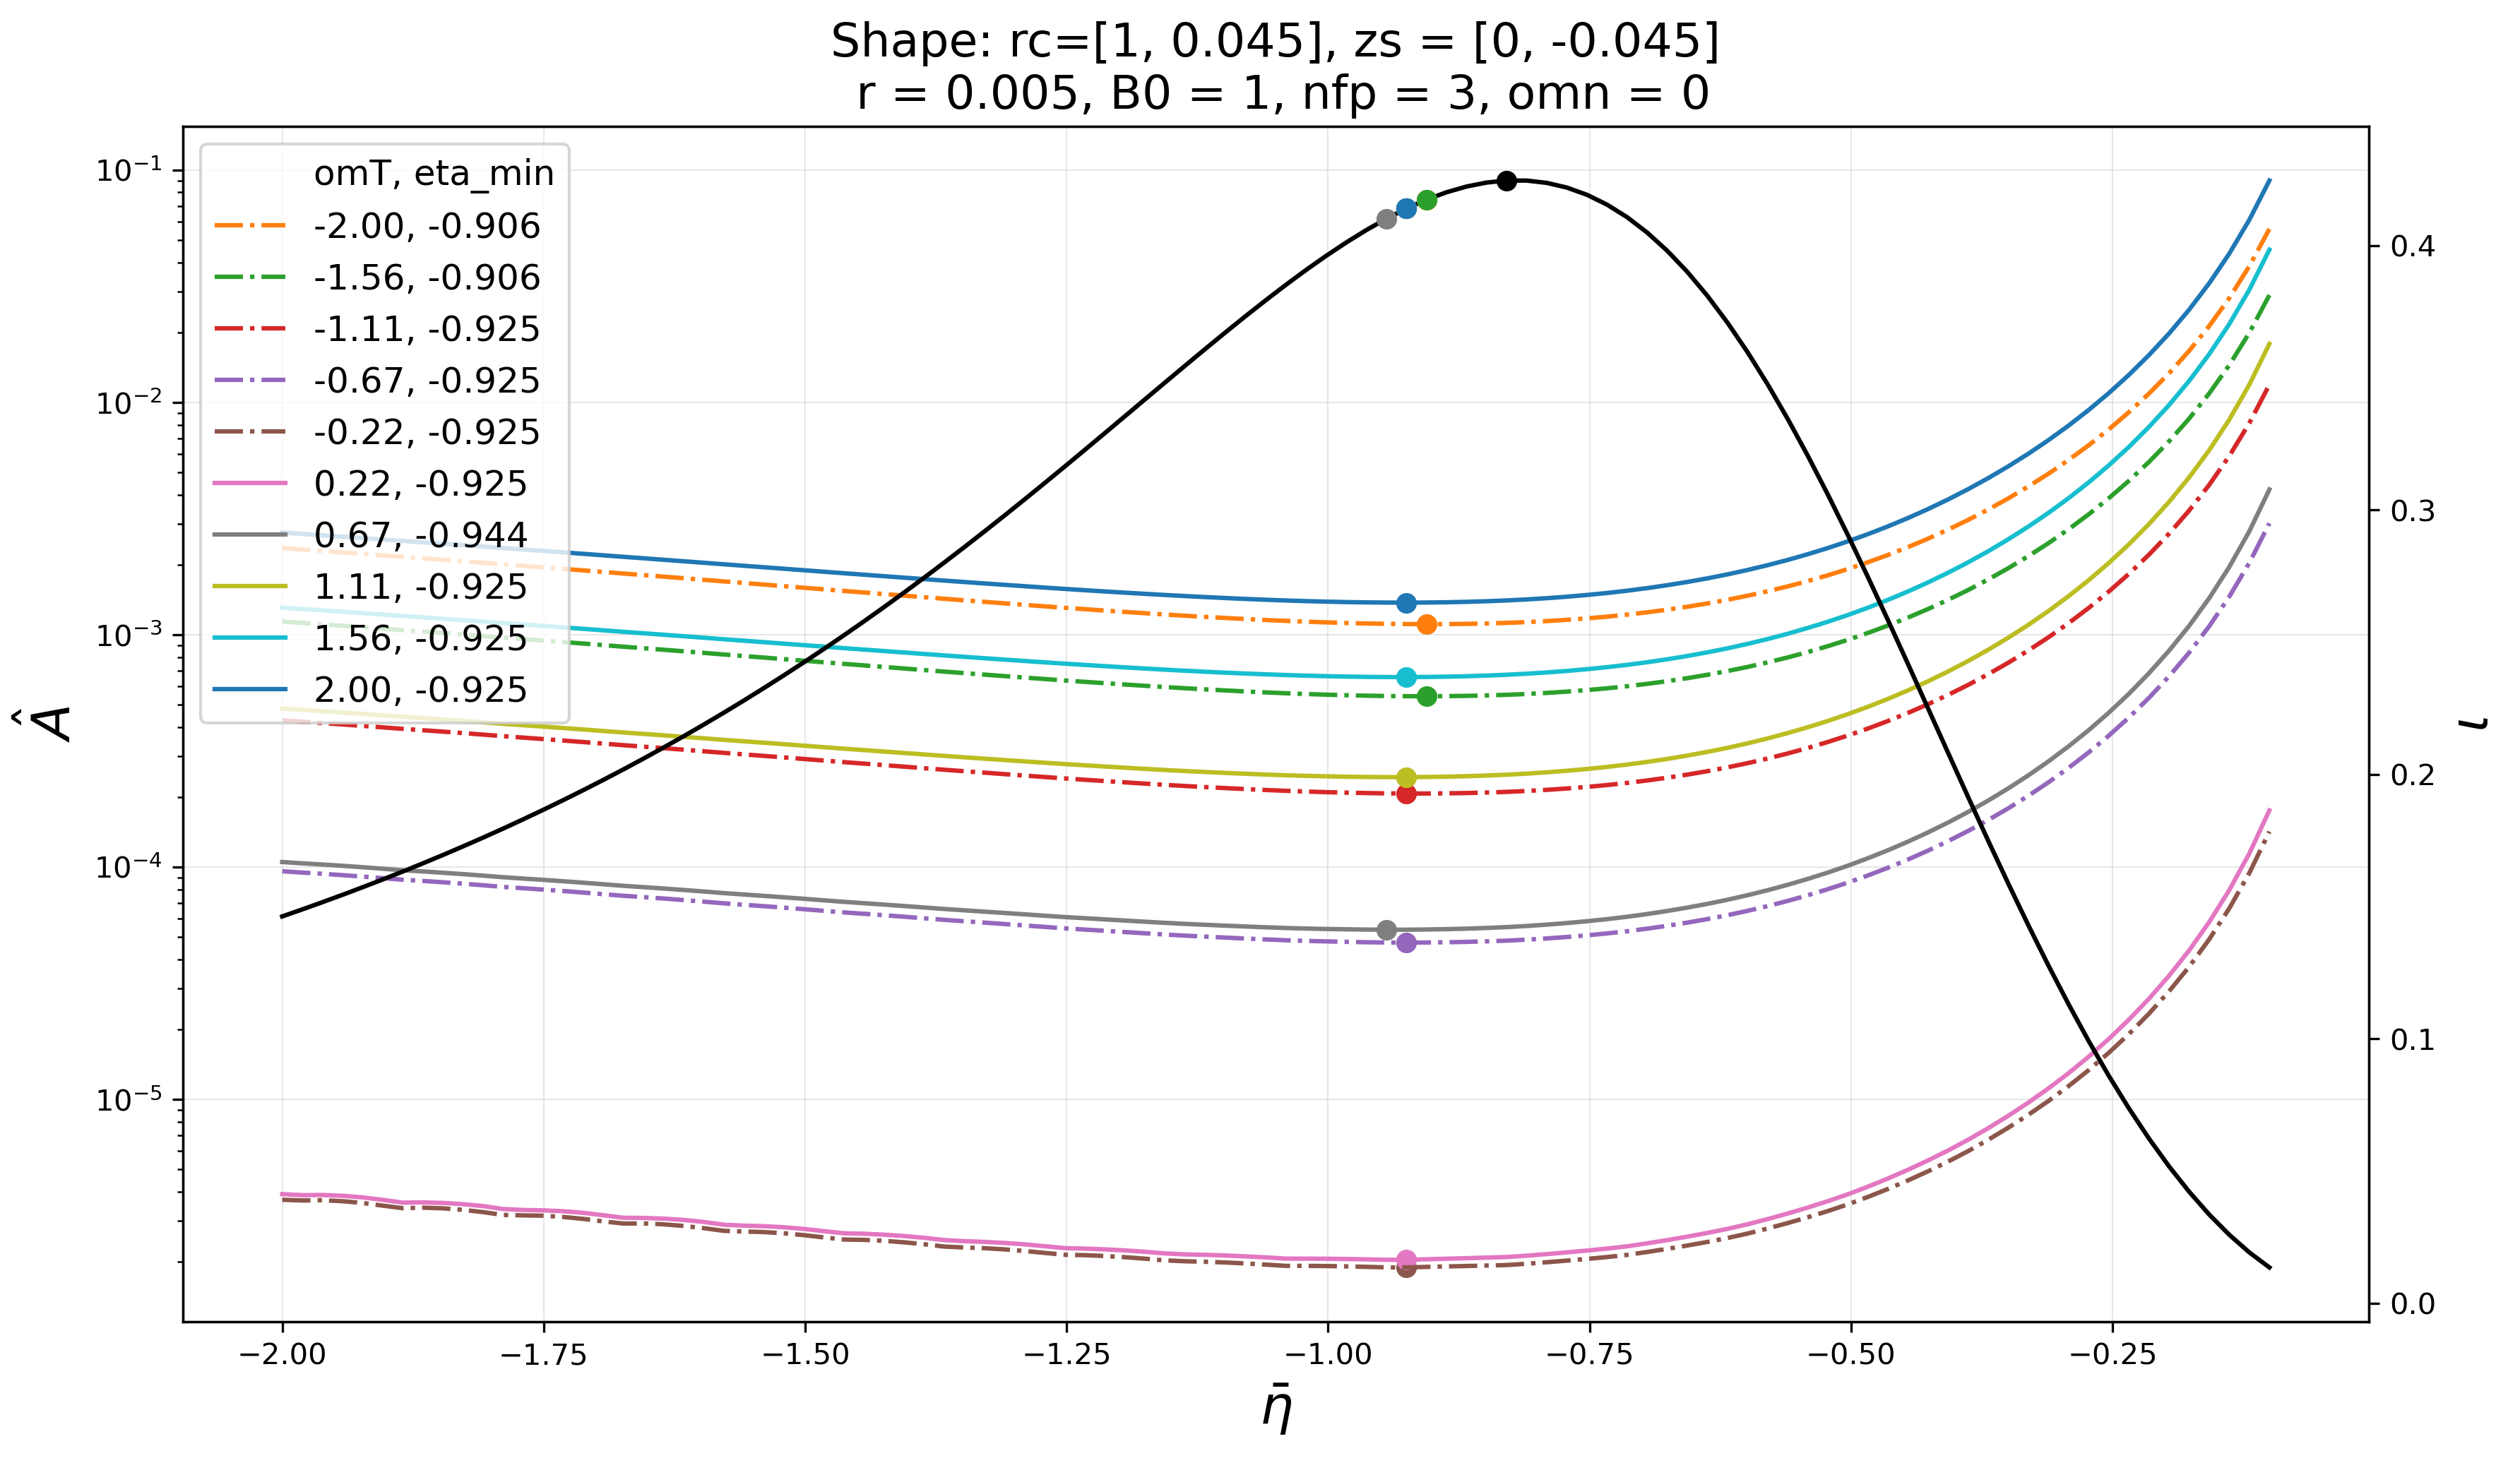 Shape: rc=[1, 0.045], zs = [0, -0.045]
r = 0.005, B0 = 1, nfp = 3, omn = 0
omT, eta_min
-2.00, -0.906
-1.56, -0.906
-1.11, -0.925
-0.67, -0.925
-0.22, -0.925
0.22, -0.925
0.67, -0.944
1.11, -0.925
1.56, -0.925
2.00, -0.925
10⁻¹
10⁻²
10⁻³
10⁻⁴
10⁻⁵
Â
0.4
0.3
0.2
0.1
0.0
ι
−2.00 −1.75 −1.50 −1.25 −1.00 −0.75 −0.50 −0.25
η̄